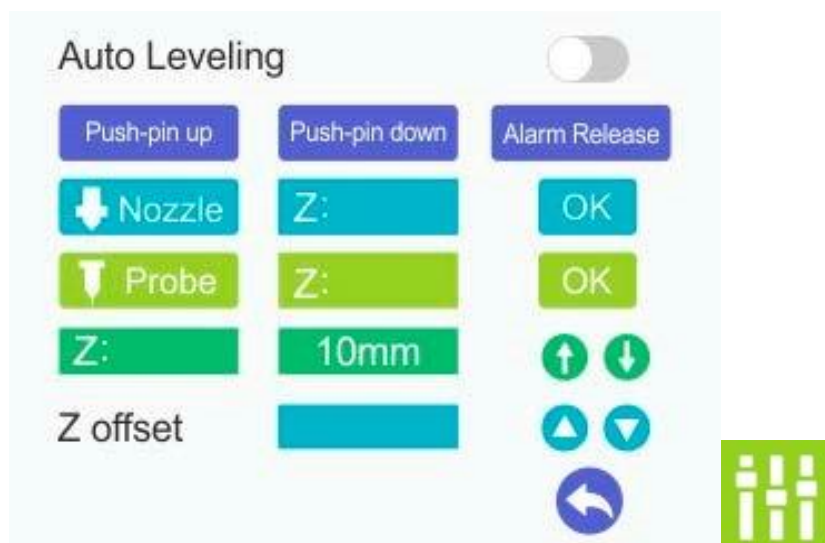 Auto Leveling
Push-pin up Push-pin down Alarm Release
Nozzle Z: OK
Probe Z: OK
Z: 10mm
Z offset